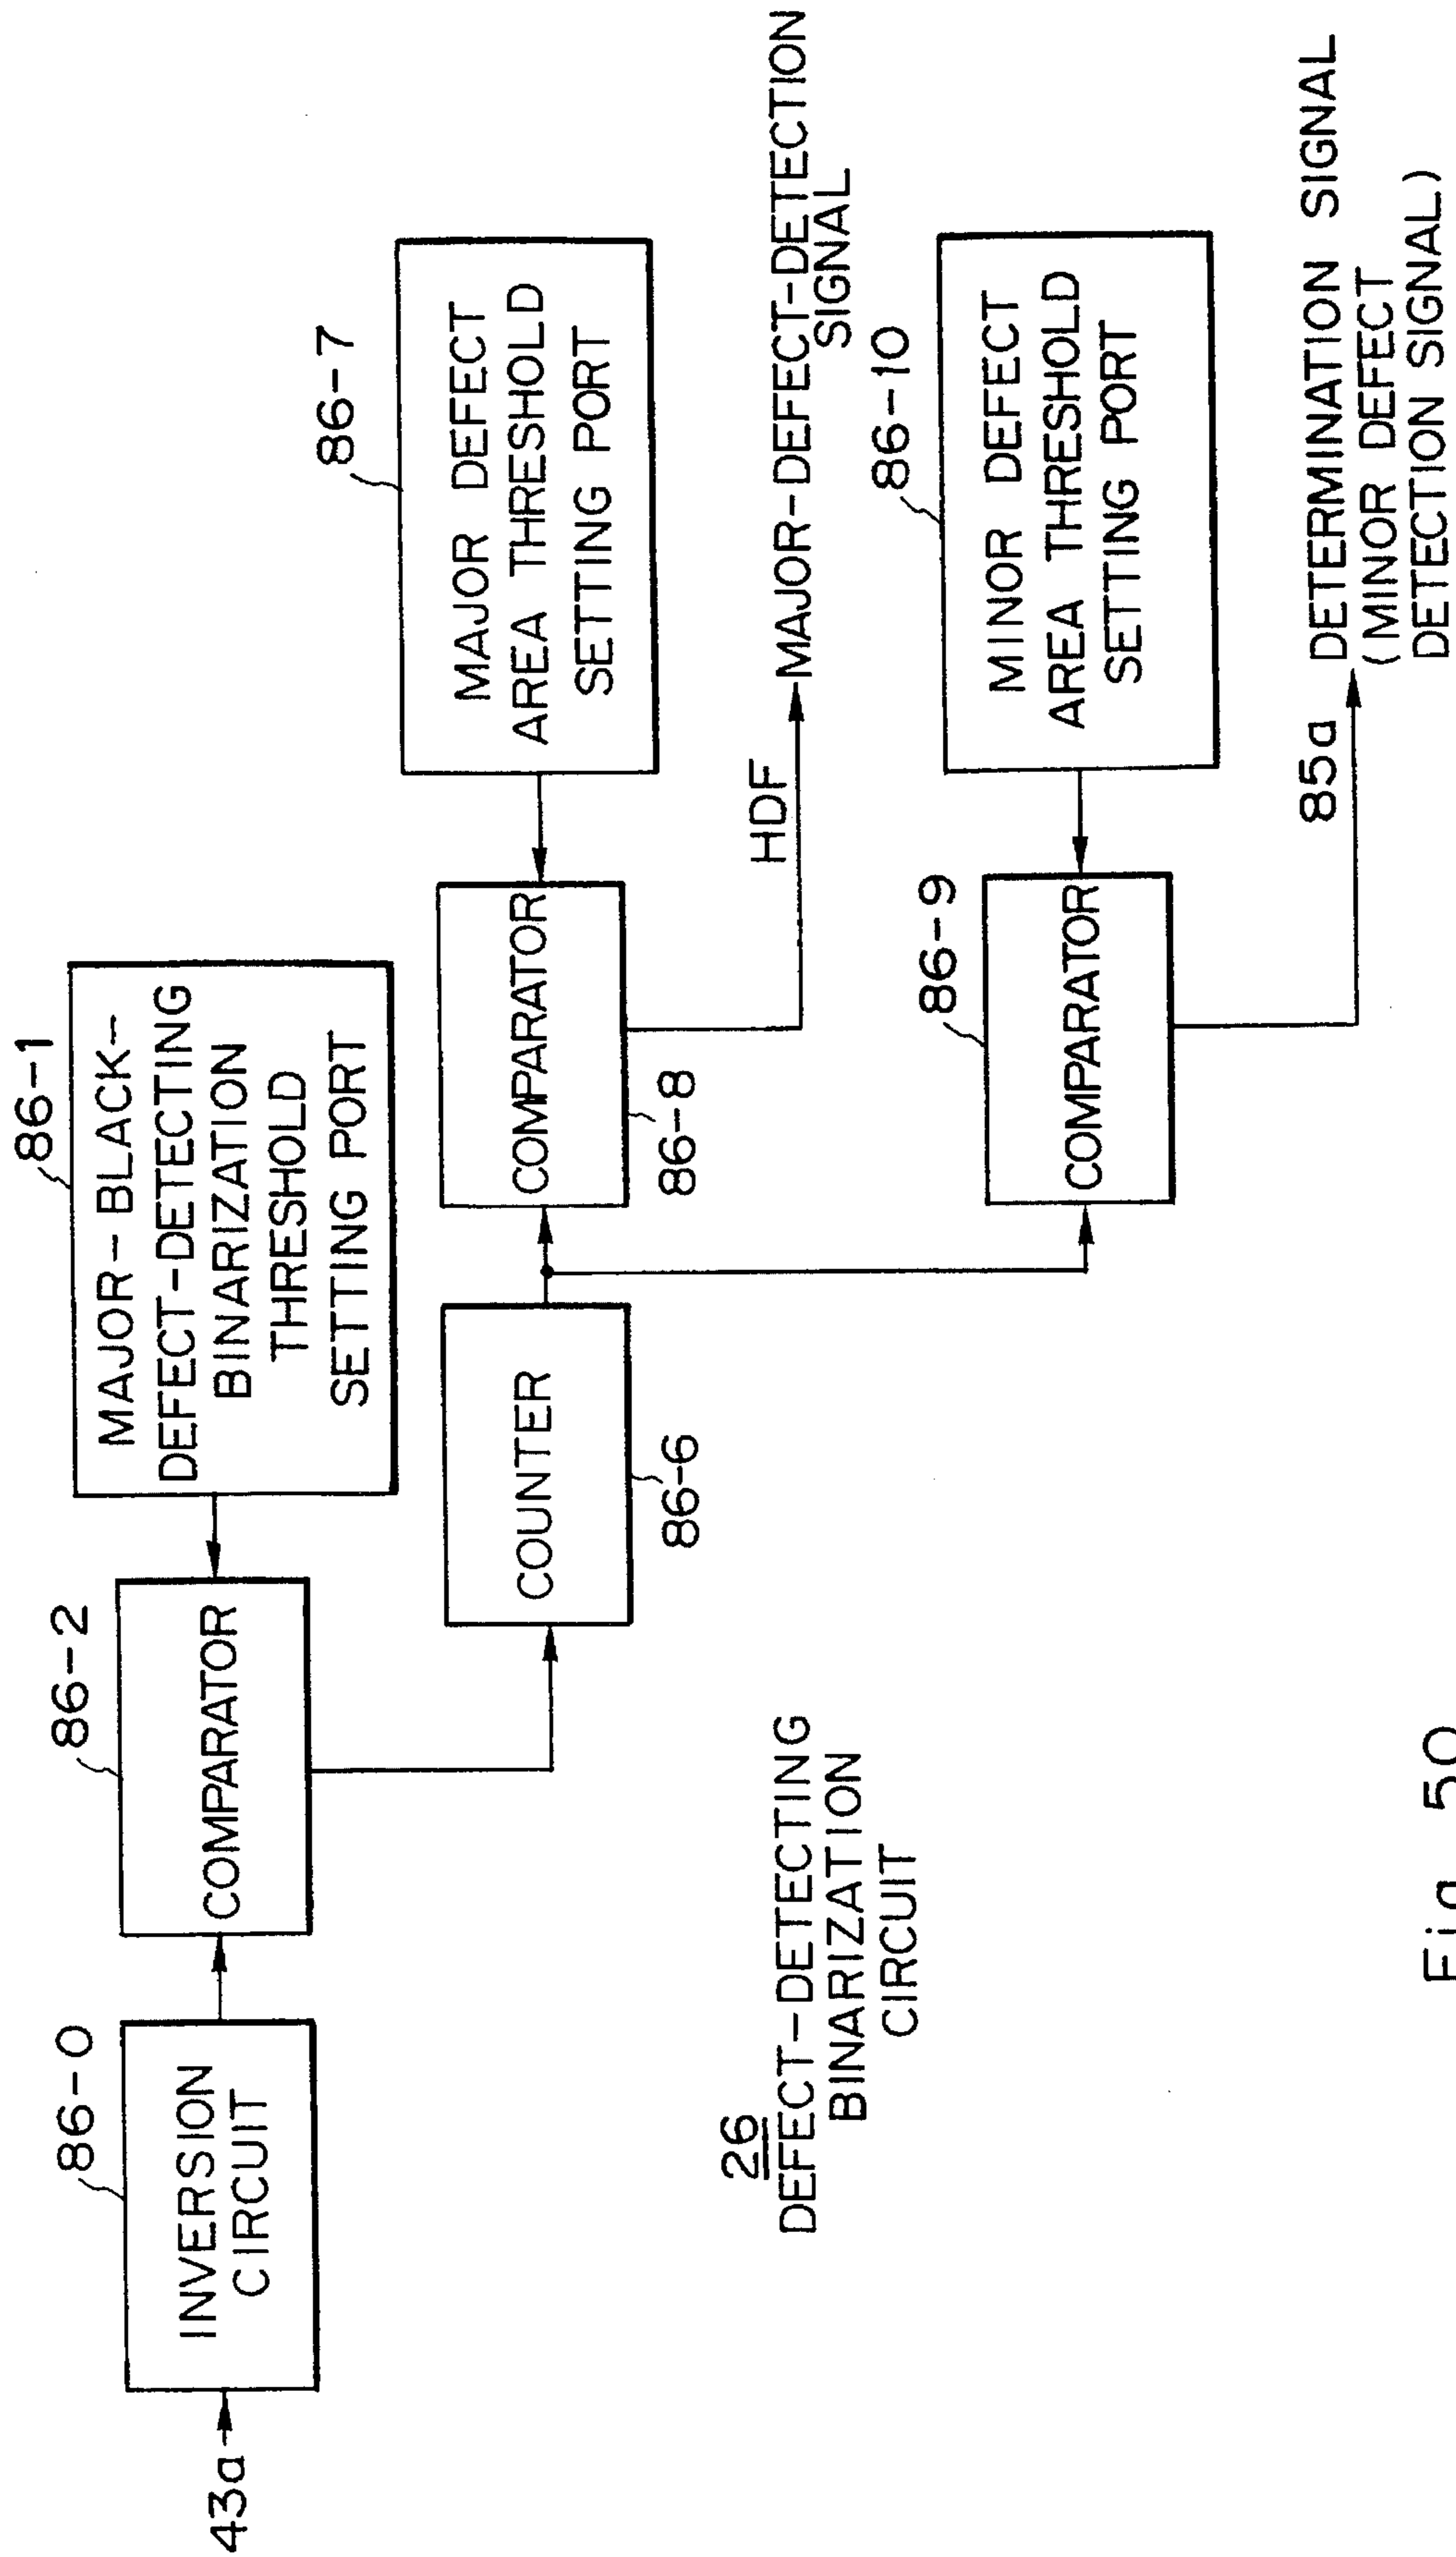 43a
86-0
INVERSION
CIRCUIT
86-2
COMPARATOR
86-1
MAJOR-BLACK-
DEFECT-DETECTING
BINARIZATION
THRESHOLD
SETTING PORT
COUNTER
86-6
COMPARATOR
86-8
86-7
MAJOR DEFECT
AREA THRESHOLD
SETTING PORT
HDF
MAJOR-DEFECT-DETECTION
SIGNAL
86-9
COMPARATOR
86-10
MINOR DEFECT
AREA THRESHOLD
SETTING PORT
85a
DETERMINATION SIGNAL
(MINOR DEFECT
DETECTION SIGNAL)
26
DEFECT-DETECTING
BINARIZATION
CIRCUIT
Fig. 50